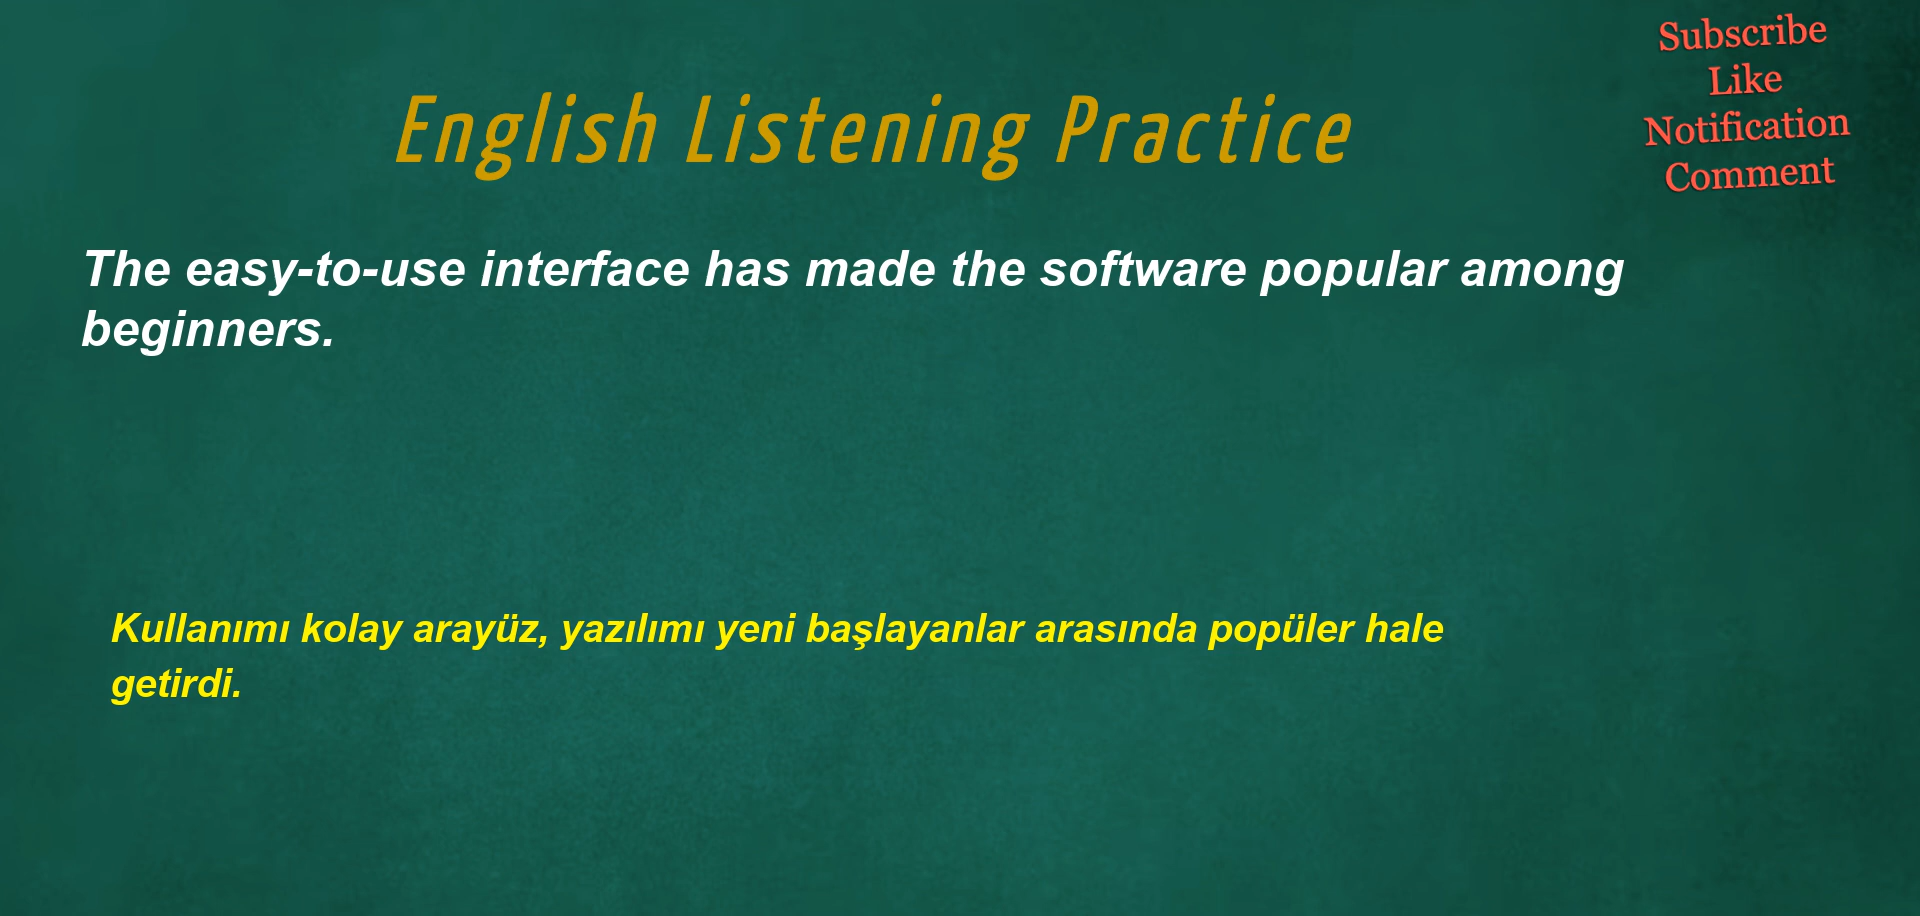 Subscribe
Like
Notification
Comment
English Listening Practice
The easy-to-use interface has made the software popular among
beginners.
Kullanımı kolay arayüz, yazılımı yeni başlayanlar arasında popüler hale
getirdi.